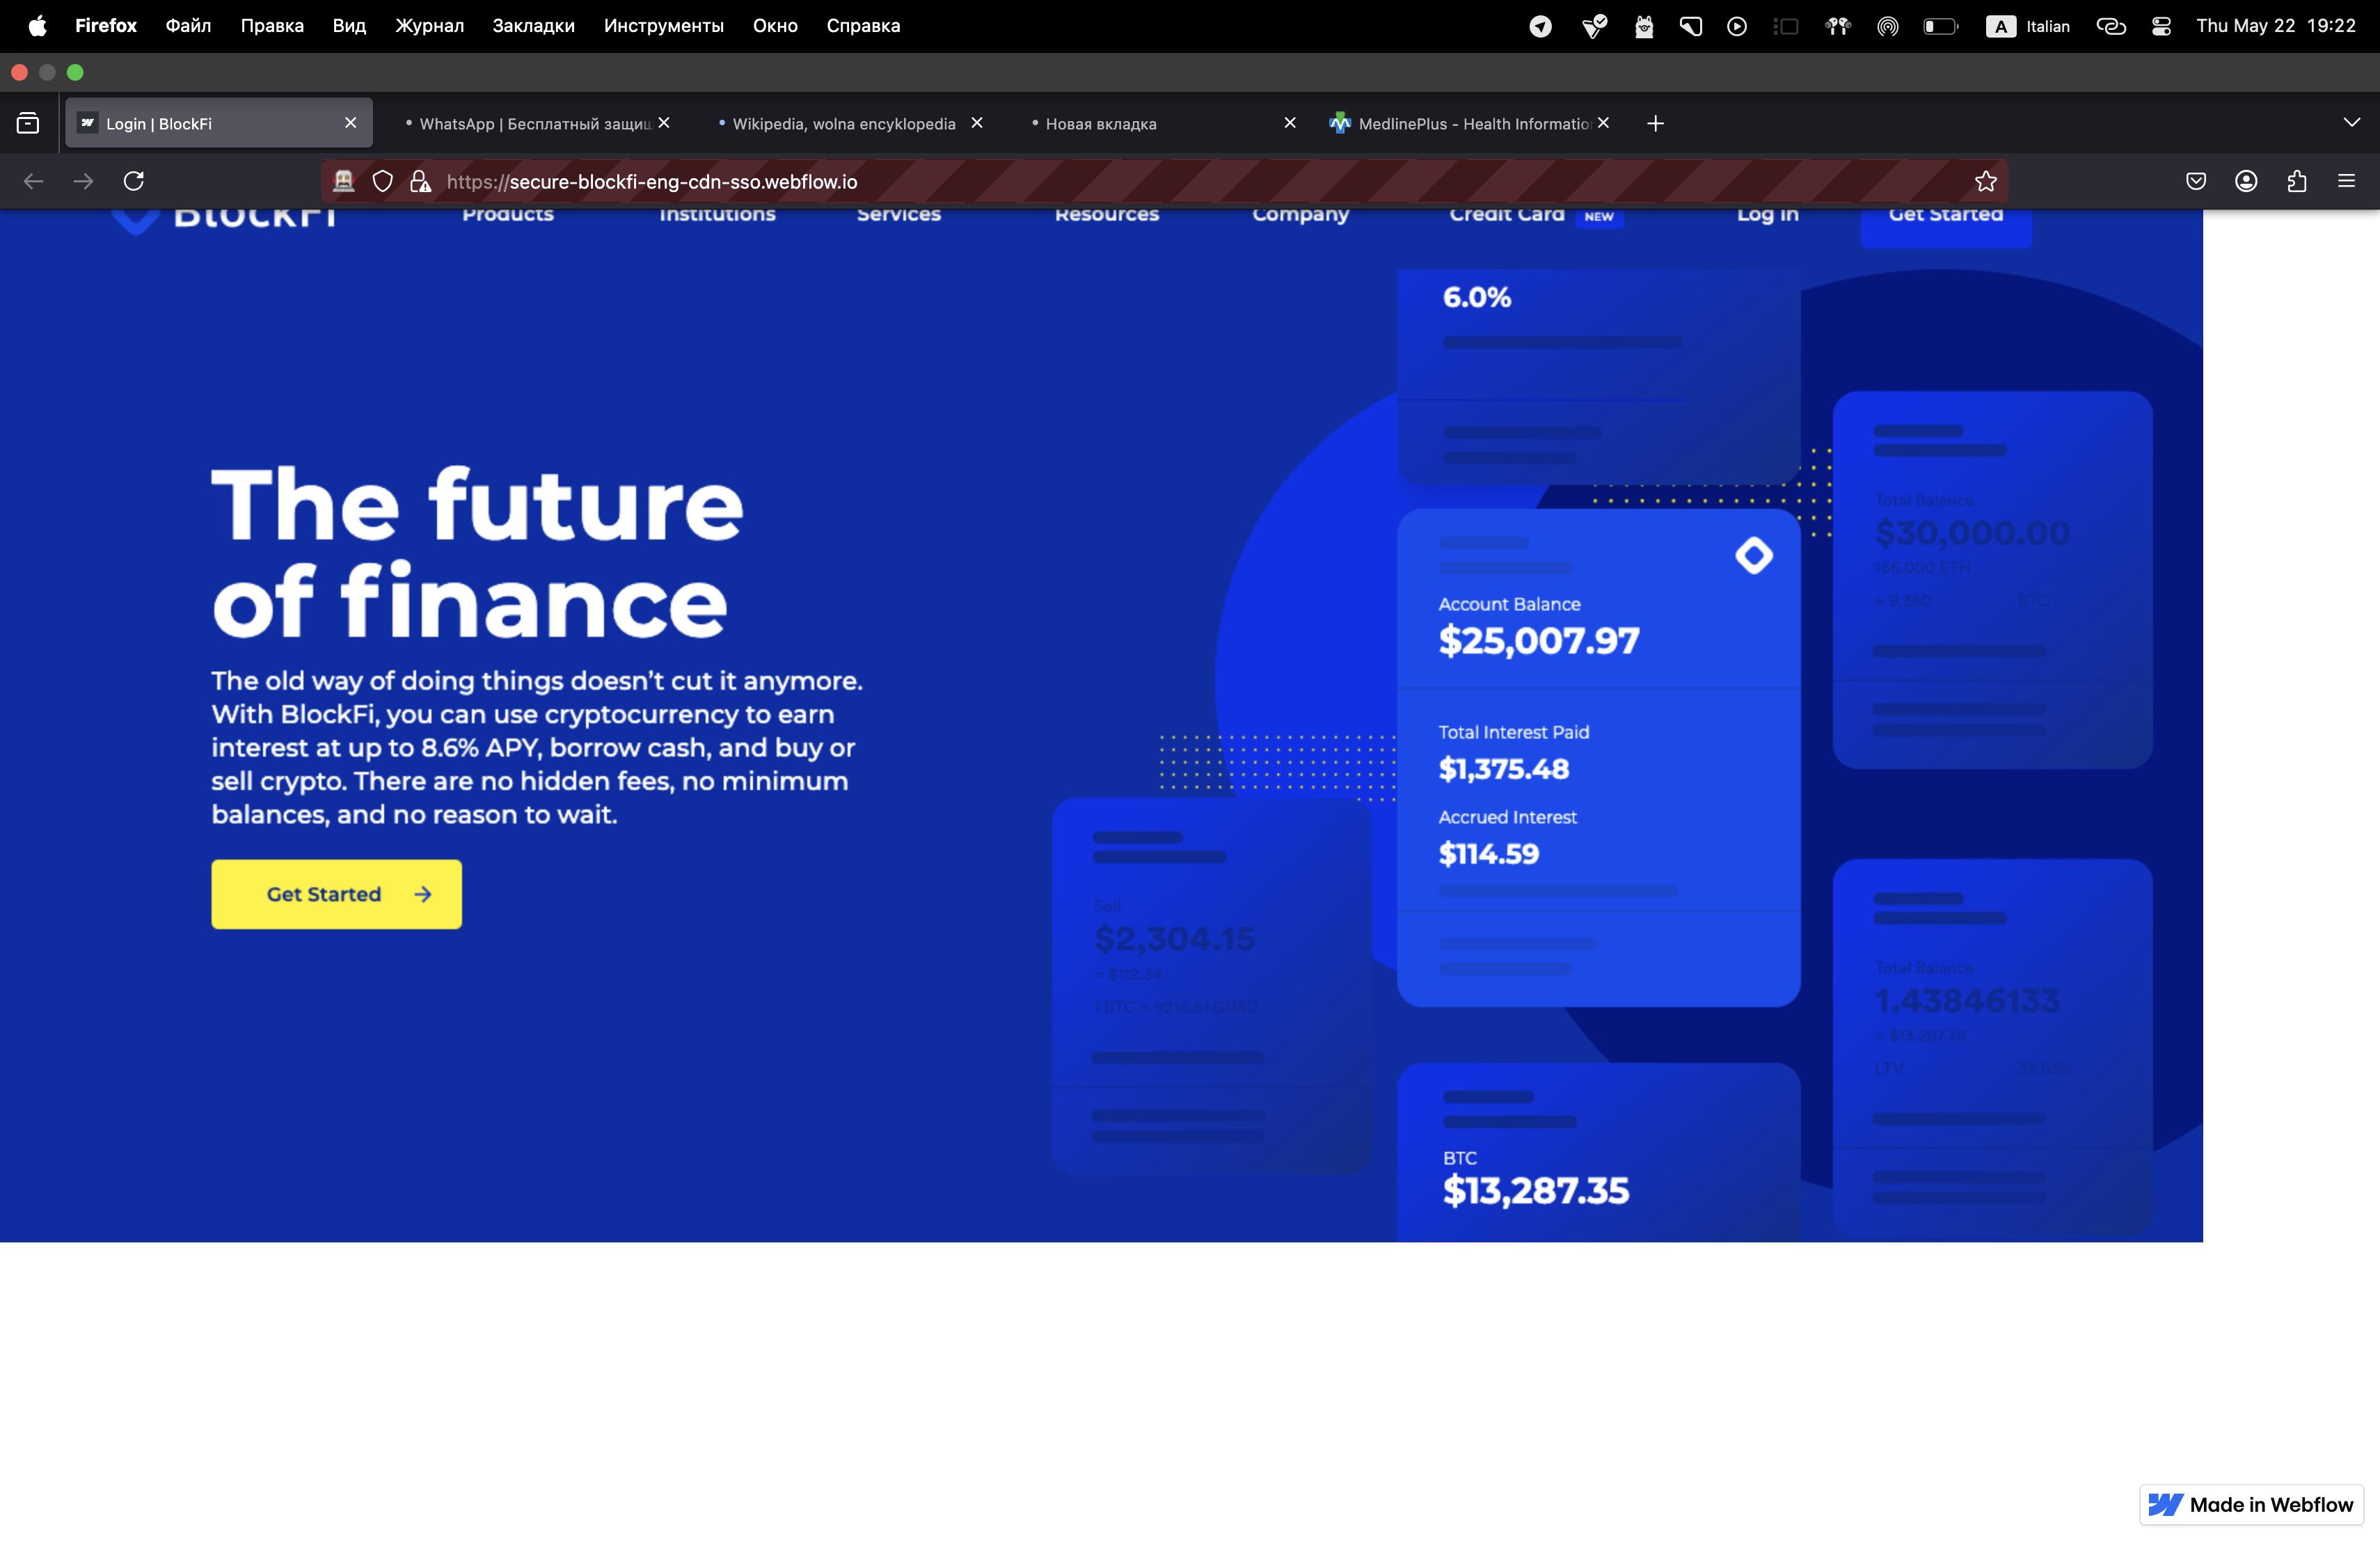 Firefox Файл Правка Вид Журнал Закладки Инструменты Окно Справка A Italian Thu May 22 19:22
Login | BlockFi WhatsApp | Бесплатный защищ Wikipedia, wolna encyklopedia Новая вкладка MedlinePlus - Health Information
https://secure-blockfi-eng-cdn-sso.webflow.io
BlockFi Products Institutions Services Resources Company Credit Card NEW Log in Get Started
6.0%
The future
of finance
The old way of doing things doesn’t cut it anymore.
With BlockFi, you can use cryptocurrency to earn
interest at up to 8.6% APY, borrow cash, and buy or
sell crypto. There are no hidden fees, no minimum
balances, and no reason to wait.
Get Started
Sell
$2,304.15
= $112.34
1 BTC = 9216.61 GUSD
Account Balance
$25,007.97
Total Interest Paid
$1,375.48
Accrued Interest
$114.59
BTC
$13,287.35
Total Balance
$30,000.00
166.000 ETH
= 9.360 BTC
Total Balance
1.43846133
= $13,287.35
LTV
Made in Webflow